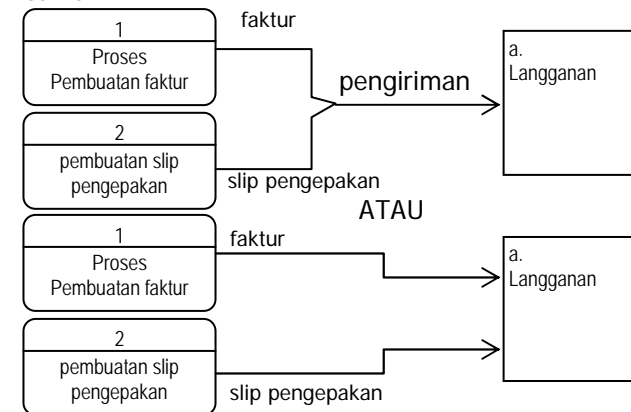 faktur
1
Proses
Pembuatan faktur
pengiriman
a.
Langganan
2
pembuatan slip
pengepakan
slip pengepakan
ATAU
1
Proses
Pembuatan faktur
faktur
a.
Langganan
2
pembuatan slip
pengepakan
slip pengepakan